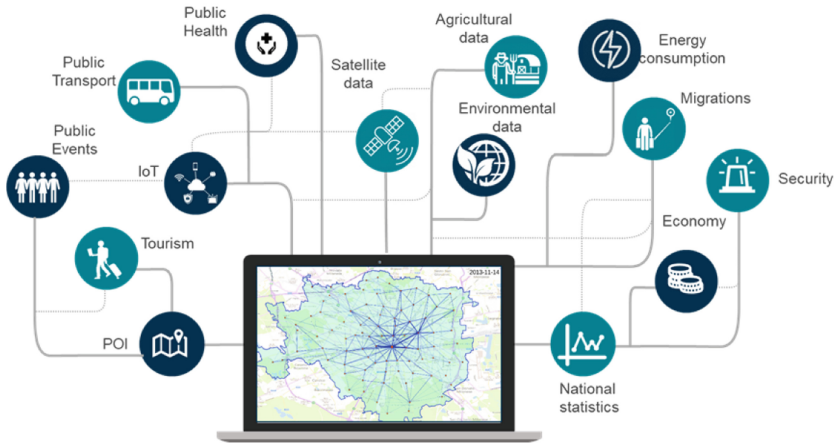 Public
Health
Agricultural
data
Energy
consumption
Public
Transport
Satellite
data
Environmental
data
Migrations
Public
Events
IoT
Security
Tourism
Economy
2013-11-14
POI
National
statistics